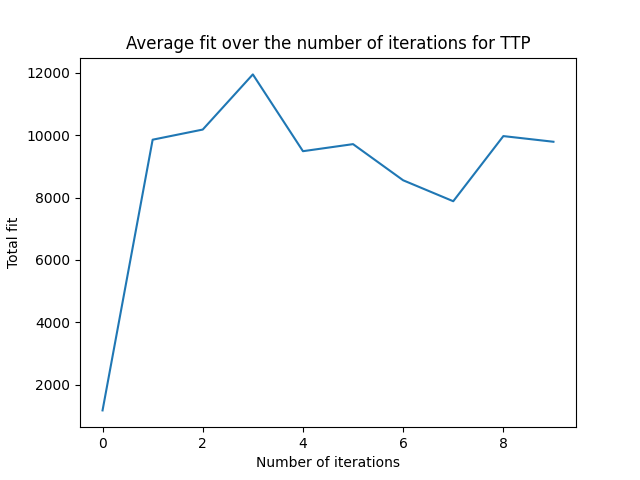 Average fit over the number of iterations for TTP
12000
10000
8000
6000
4000
2000
Total fit
0 2 4 6 8
Number of iterations